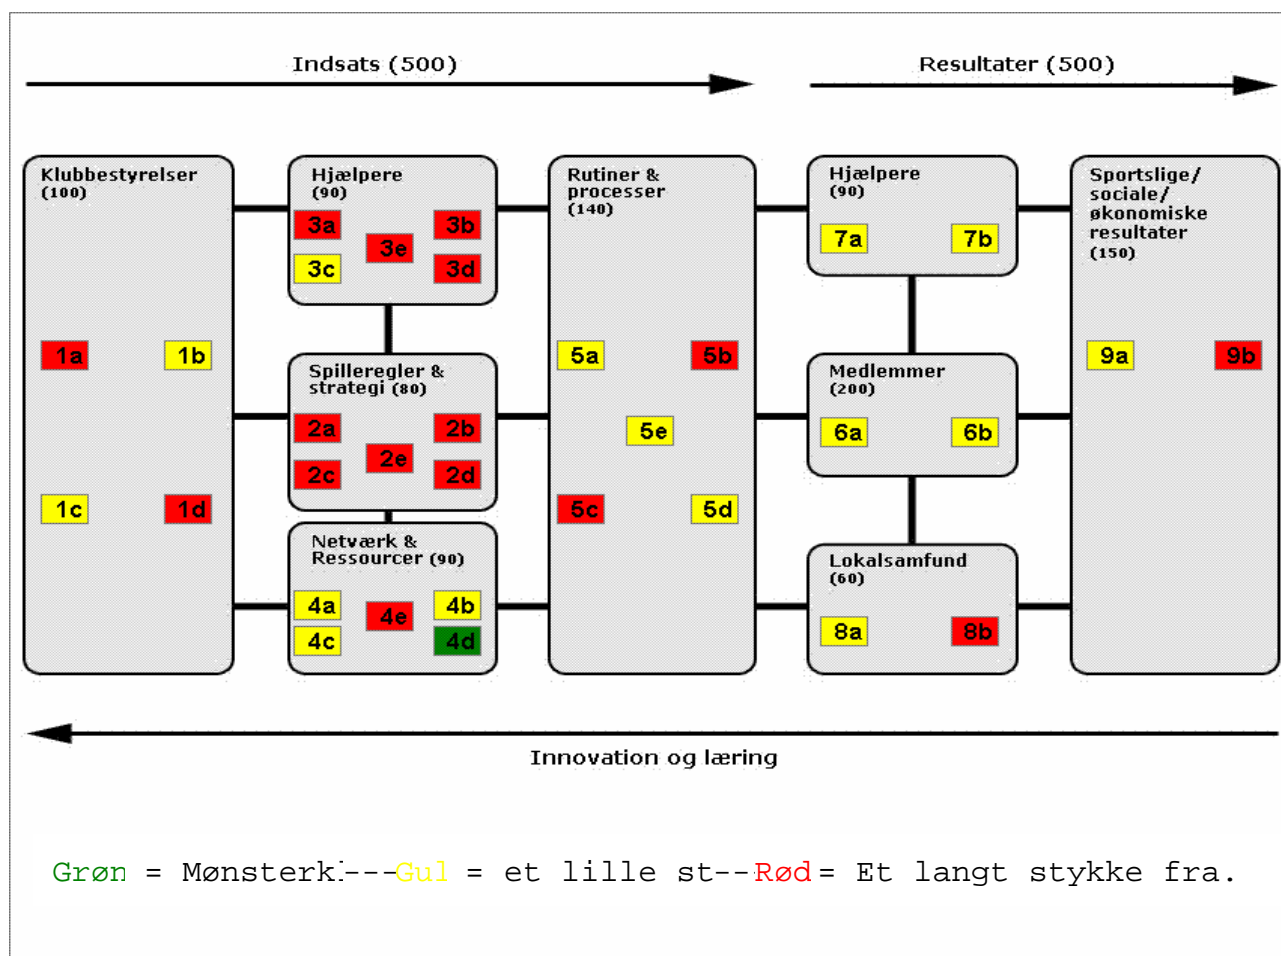 Indsats (500)
Resultater (500)
Klubbestyrelser
(100)
1a
1b
1c
1d
Hjælpere
(90)
3a
3b
3e
3c
3d
Spilleregler &
strategi (80)
2a
2b
2e
2c
2d
Netværk &
Ressourcer (90)
4a
4b
4e
4c
4d
Rutiner &
processer
(140)
5a
5b
5e
5c
5d
Hjælpere
(90)
7a
7b
Medlemmer
(200)
6a
6b
Lokalsamfund
(60)
8a
8b
Sportslige/
sociale/
økonomiske
resultater
(150)
9a
9b
Innovation og læring
Grøn = Mønsterk---Gul = et lille st--Rød = Et langt stykke fra.